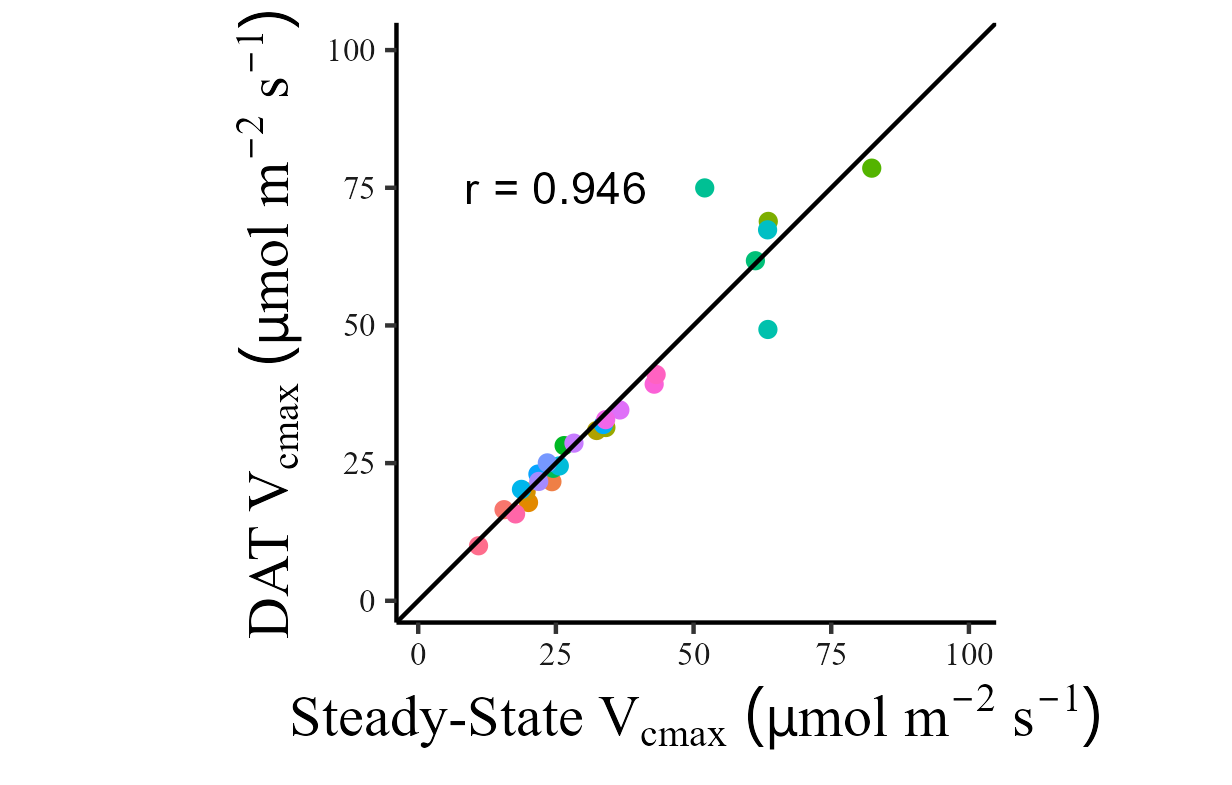 DAT Vcmax (μmol m−2 s−1)
100
75
50
25
0
r = 0.946
0 25 50 75 100
Steady-State Vcmax (μmol m−2 s−1)